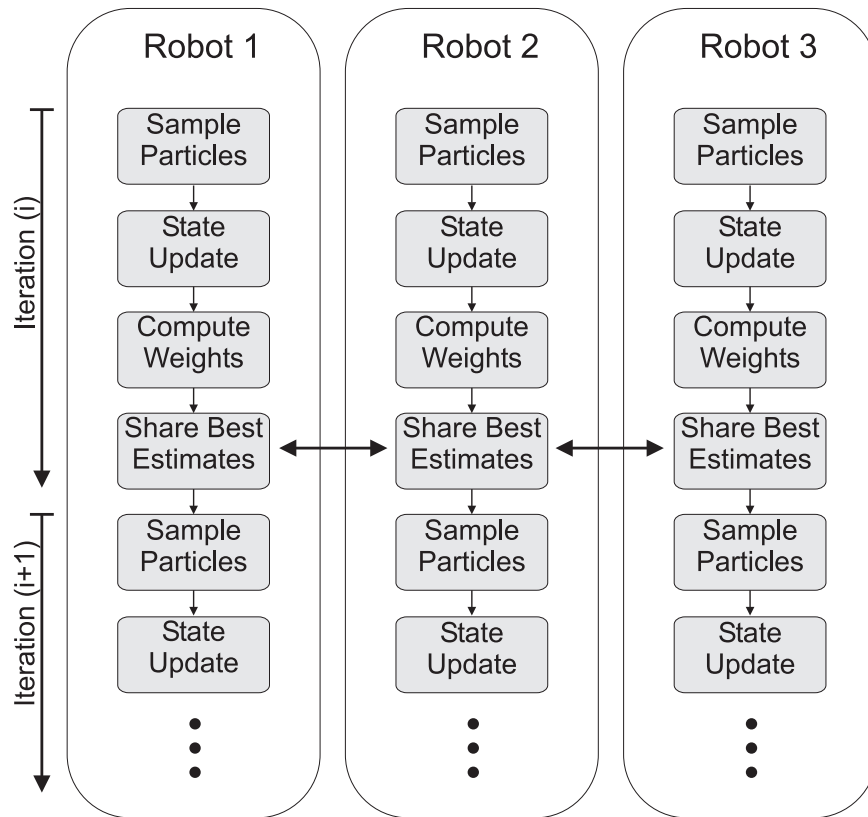 Robot 1
Robot 2
Robot 3
Iteration (i)
Iteration (i+1)
Sample
Particles
State
Update
Compute
Weights
Share Best
Estimates
Sample
Particles
State
Update
Sample
Particles
State
Update
Compute
Weights
Share Best
Estimates
Sample
Particles
State
Update
Sample
Particles
State
Update
Compute
Weights
Share Best
Estimates
Sample
Particles
State
Update